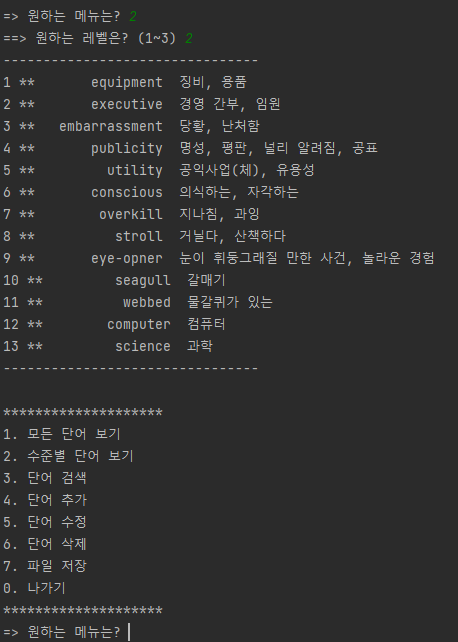 => 원하는 메뉴는? 2
==> 원하는 레벨은? (1~3) 2
--------------------------------
1 ** equipment 징비, 용품
2 ** executive 경영 간부, 임원
3 ** embarrassment 당황, 난처함
4 ** publicity 명성, 평판, 널리 알려짐, 공표
5 ** utility 공익사업(체), 유용성
6 ** conscious 의식하는, 자각하는
7 ** overkill 지나침, 과잉
8 ** stroll 거닐다, 산책하다
9 ** eye-opner 눈이 휘둥그래질 만한 사건, 놀라운 경험
10 ** seagull 갈매기
11 ** webbed 물갈퀴가 있는
12 ** computer 컴퓨터
13 ** science 과학
--------------------------------
********************
1. 모든 단어 보기
2. 수준별 단어 보기
3. 단어 검색
4. 단어 추가
5. 단어 수정
6. 단어 삭제
7. 파일 저장
0. 나가기
********************
=> 원하는 메뉴는?